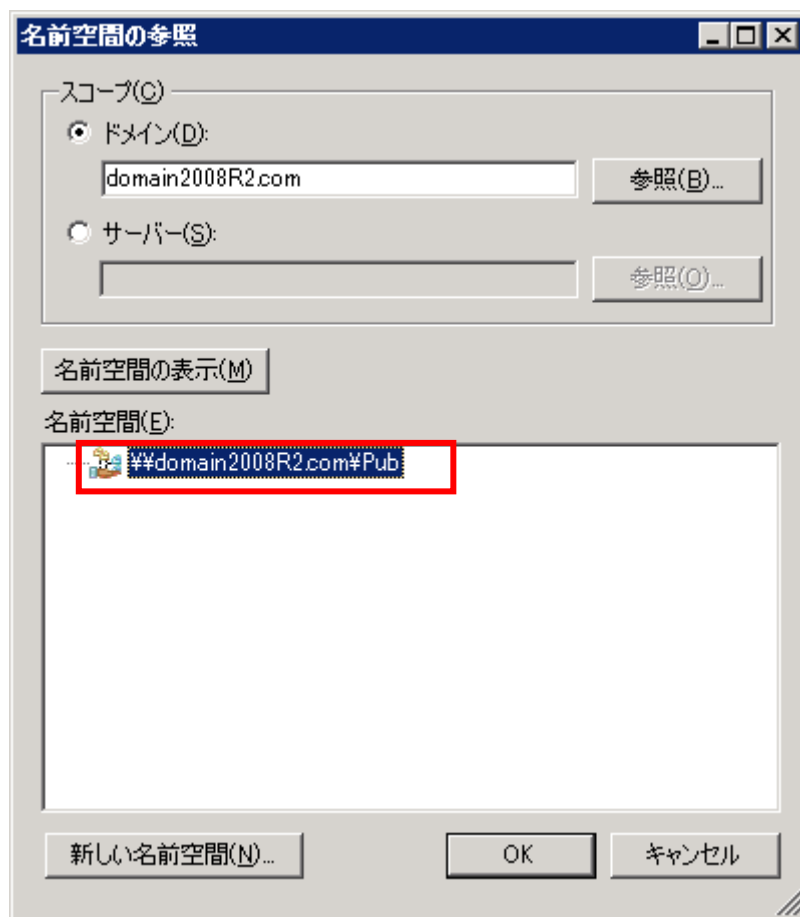 名前空間の参照
スコープ(C)
ドメイン(D):
domain2008R2.com
参照(B)...
サーバー(S):
参照(O)...
名前空間の表示(M)
名前空間(E):
¥¥domain2008R2.com¥Pub
新しい名前空間(N)...
OK
キャンセル